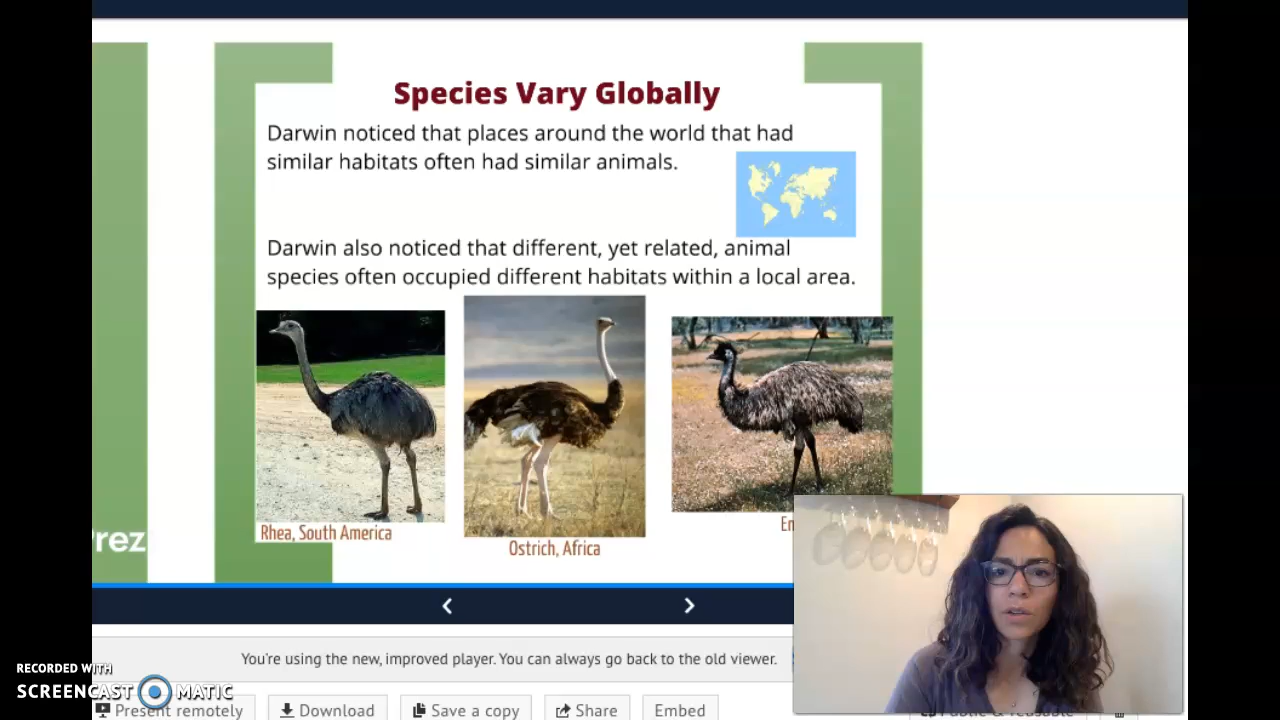 Species Vary Globally
Darwin noticed that places around the world that had
similar habitats often had similar animals.
Darwin also noticed that different, yet related, animal
species often occupied different habitats within a local area.
Rhea, South America
Ostrich, Africa
You're using the new, improved player. You can always go back to the old viewer.
RECORDED WITH
SCREENCAST MATIC
Present remotely
Download
Save a copy
Share
Embed